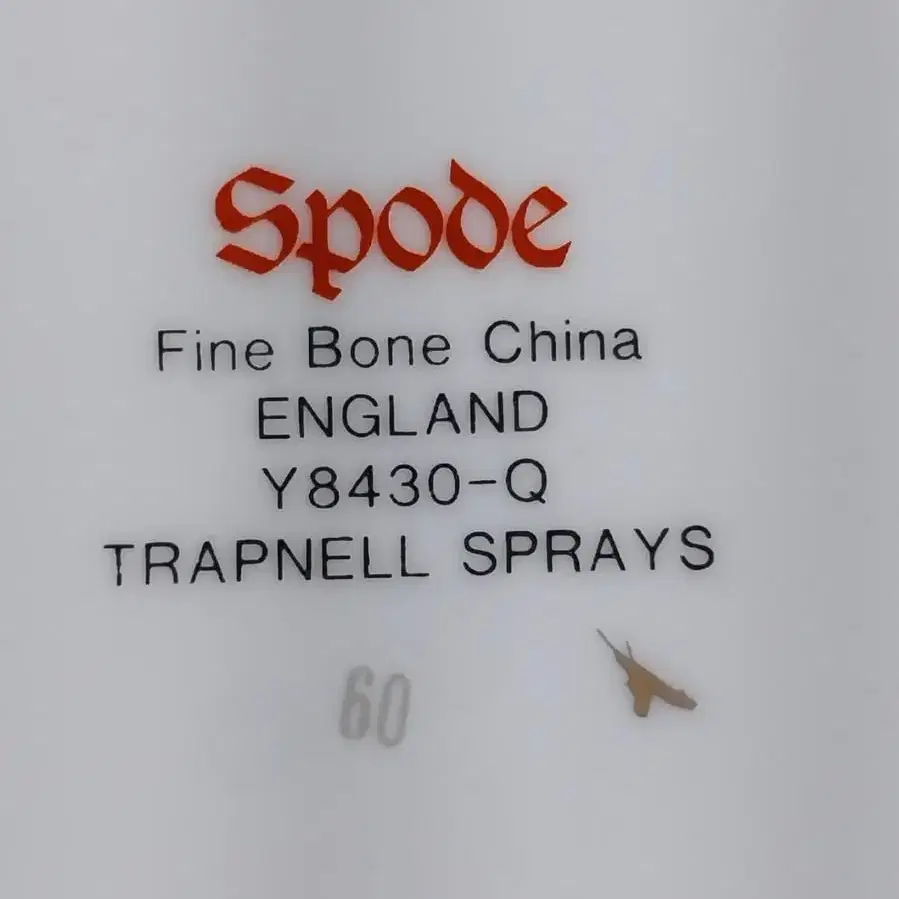 Spode
Fine Bone China
ENGLAND
Y8430-Q
TRAPNELL SPRAYS
60